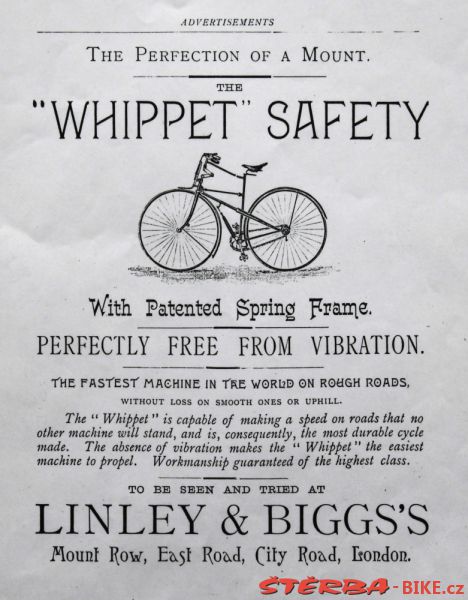 ADVERTISEMENTS
THE PERFECTION OF A MOUNT.
THE
"WHIPPET" SAFETY
With Patented Spring Frame.
PERFECTLY FREE FROM VIBRATION.
THE FASTEST MACHINE IN THE WORLD ON ROUGH ROADS,
WITHOUT LOSS ON SMOOTH ONES OR UPHILL.
The "Whippet" is capable of making a speed on roads that no
other machine will stand, and is, consequently, the most durable cycle
made. The absence of vibration makes the "Whippet" the easiest
machine to propel. Workmanship guaranteed of the highest class.
TO BE SEEN AND TRIED AT
LINLEY & BIGGS'S
Mount Row, East Road, City Road, London.
ŠTĚRBA-BIKE.cz